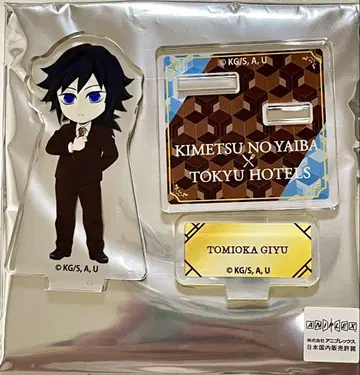 ©KG/S, A, U
KIMETSU NO YAIBA
×
TOKYU HOTELS
TOMIOKA GIYU
©KG/S, A, U
©KG/S, A, U
ANIPLEX
株式会社アニプレックス
日本国内販売許諾